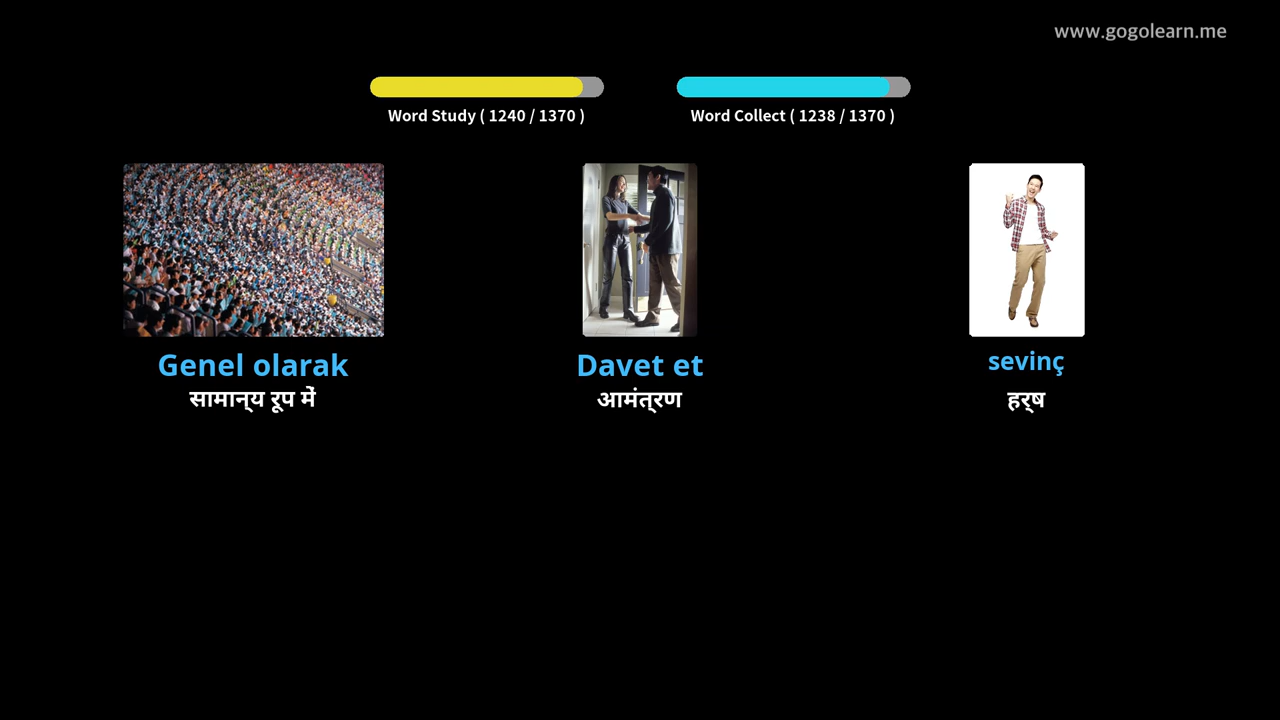 www.gogolearn.me
Word Study ( 1240 / 1370 )
Word Collect ( 1238 / 1370 )
Genel olarak
सामान्य रूप में
Davet et
आमंत्रण
sevinç
हर्ष